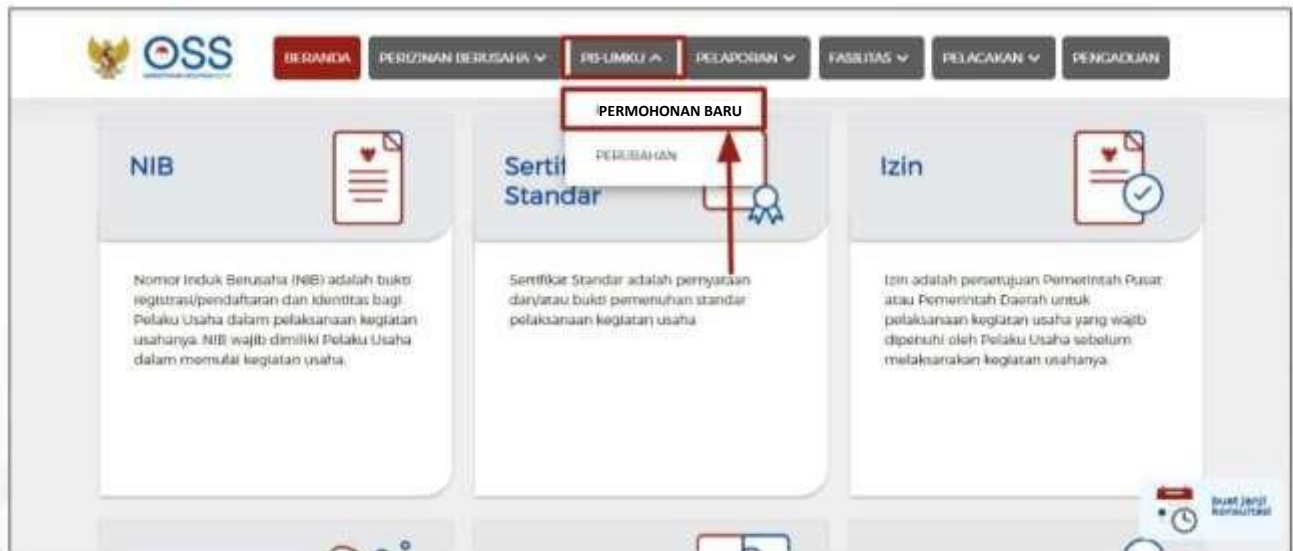 OSS
BERANDA
PERIZINAN BERUSAHA
PB-UMKU
PELAPORAN
FASILITAS
PELACAKAN
PENGADUAN
PERMOHONAN BARU
PERUBAHAN
NIB
Sertif
Standar
Izin
Nomor Induk Berusaha (NIB) adalah bukti
registrasi/pendaftaran dan identitas bagi
Pelaku Usaha dalam pelaksanaan kegiatan
usahanya. NIB wajib dimiliki Pelaku Usaha
dalam memulai kegiatan usaha.
Sertifikat Standar adalah pernyataan
dan/atau bukti pemenuhan standar
pelaksanaan kegiatan usaha
Izin adalah persetujuan Pemerintah Pusat
atau Pemerintah Daerah untuk
pelaksanaan kegiatan usaha yang wajib
dipenuhi oleh Pelaku Usaha sebelum
melaksanakan kegiatan usahanya.
buat janji
konsultasi